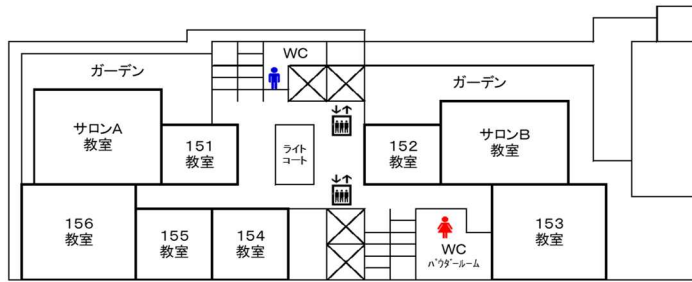 WC
ガーデン
ガーデン
サロンA
教室
151
教室
ライト
コート
152
教室
サロンB
教室
156
教室
155
教室
154
教室
WC
パウダールーム
153
教室